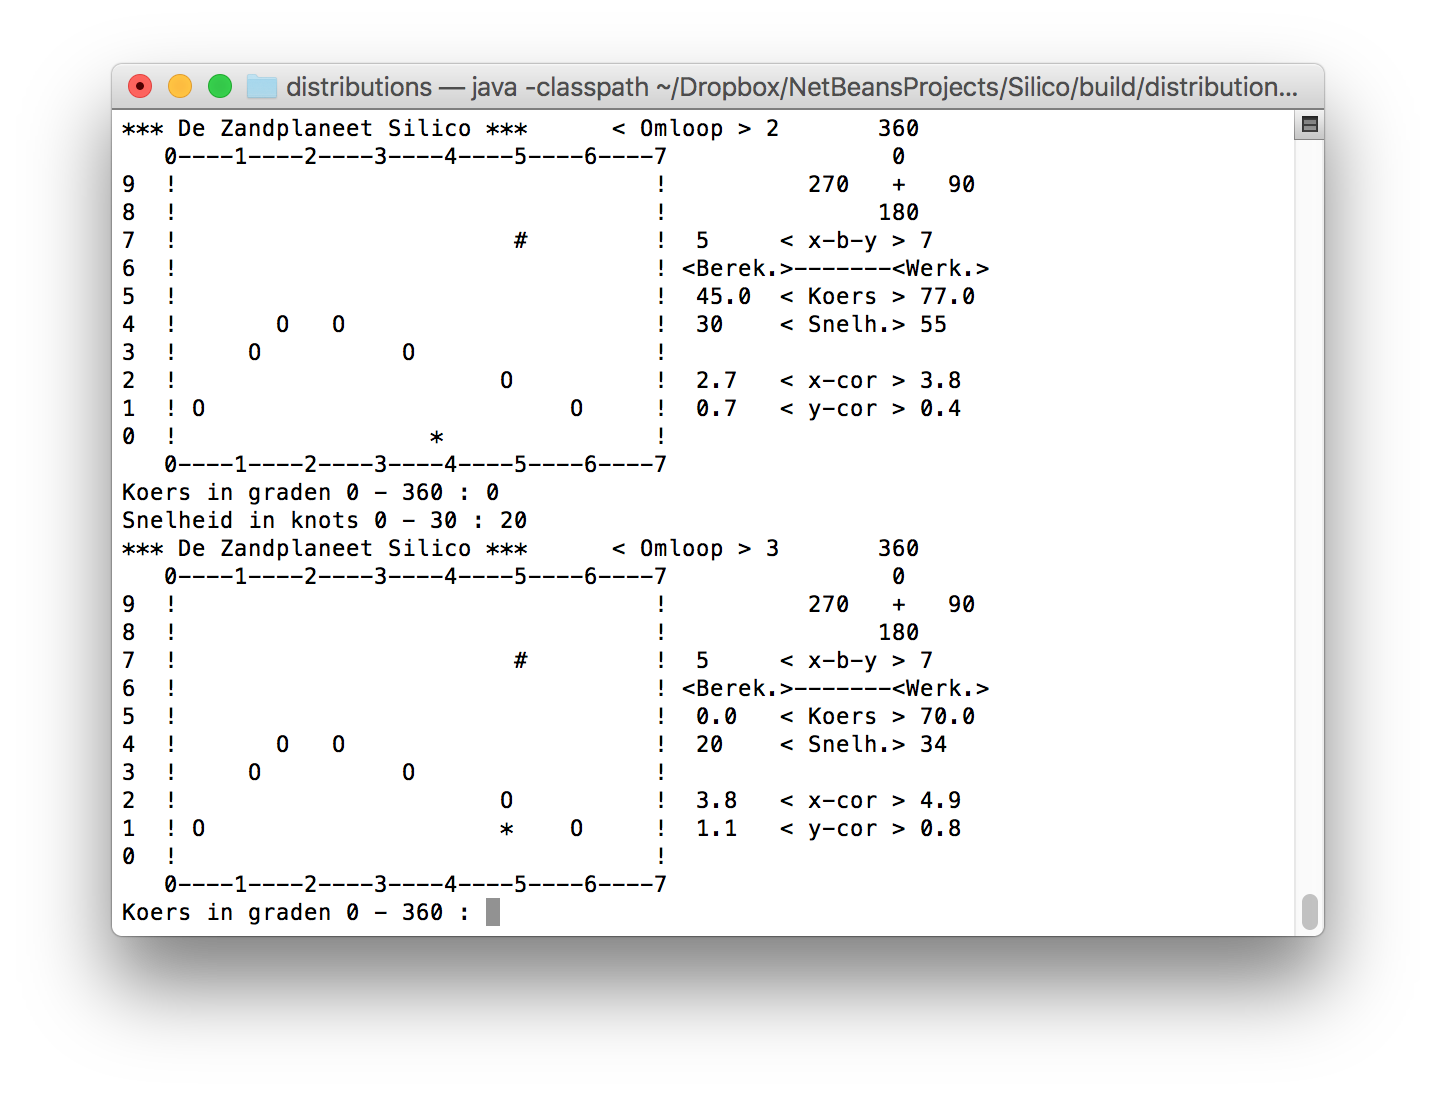 distributions — java -classpath ~/Dropbox/NetBeansProjects/Silico/build/distribution...
*** De Zandplaneet Silico ***      < Omloop > 2       360
   0----1----2----3----4----5----6----7                0
9  !                                  !          270   +   90
8  !                                  !               180
7  !                        #         !  5     < x-b-y > 7
6  !                                  ! <Berek.>-------<Werk.>
5  !                                  !  45.0  < Koers > 77.0
4  !       O   O                      !  30    < Snelh.> 55
3  !     O          O                 !
2  !                       O          !  2.7   < x-cor > 3.8
1  ! O                          O     !  0.7   < y-cor > 0.4
0  !                  *               !
   0----1----2----3----4----5----6----7
Koers in graden 0 - 360 : 0
Snelheid in knots 0 - 30 : 20
*** De Zandplaneet Silico ***      < Omloop > 3       360
   0----1----2----3----4----5----6----7                0
9  !                                  !          270   +   90
8  !                                  !               180
7  !                        #         !  5     < x-b-y > 7
6  !                                  ! <Berek.>-------<Werk.>
5  !                                  !  0.0   < Koers > 70.0
4  !       O   O                      !  20    < Snelh.> 34
3  !     O          O                 !
2  !                       O          !  3.8   < x-cor > 4.9
1  ! O                     *    O     !  1.1   < y-cor > 0.8
0  !                                  !
   0----1----2----3----4----5----6----7
Koers in graden 0 - 360 :